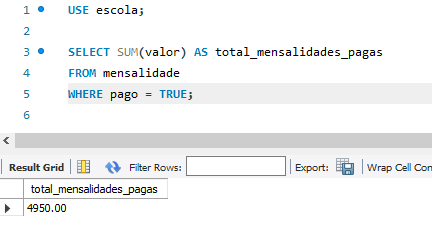 1 USE escola;
2
3 SELECT SUM(valor) AS total_mensalidades_pagas
4 FROM mensalidade
5 WHERE pago = TRUE;
6
Result Grid Filter Rows: Export: Wrap Cell Con
total_mensalidades_pagas
4950.00